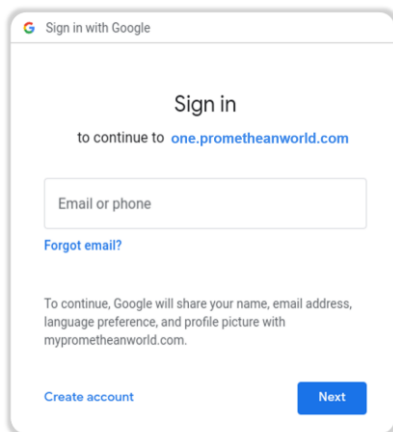 Sign in with Google
Sign in
to continue to one.prometheanworld.com
Email or phone
Forgot email?
To continue, Google will share your name, email address,
language preference, and profile picture with
myprometheanworld.com.
Create account
Next